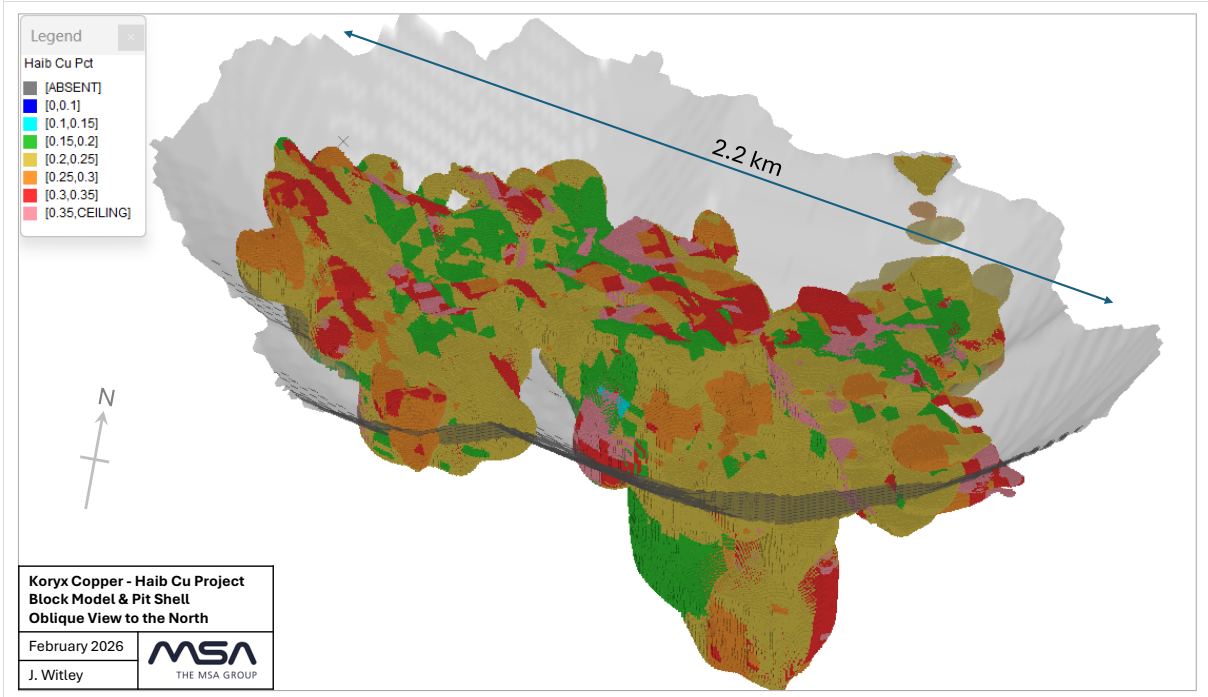 Legend
Haib Cu Pct
[ABSENT]
[0,0.1]
[0.1,0.15]
[0.15,0.2]
[0.2,0.25]
[0.25,0.3]
[0.3,0.35]
[0.35,CEILING]
2.2 km
N
Koryx Copper - Haib Cu Project
Block Model & Pit Shell
Oblique View to the North
February 2026
J. Witley
MSA
THE MSA GROUP